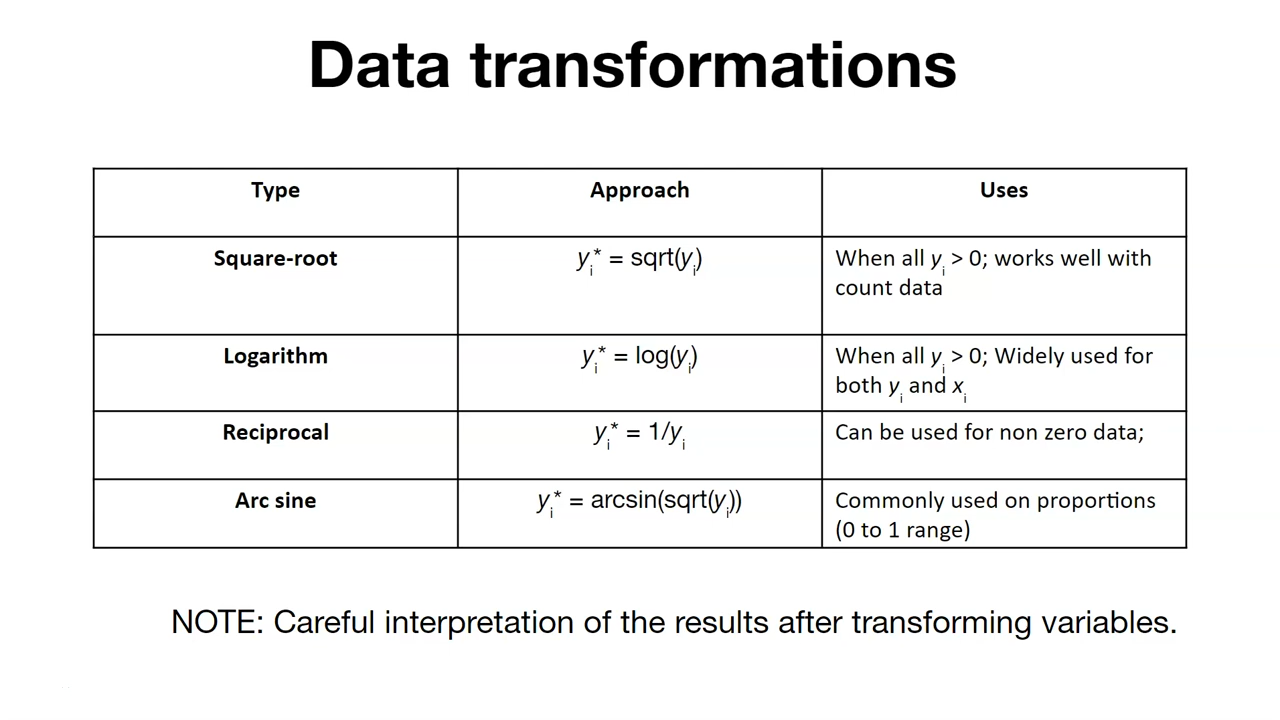 Data transformations
Type Approach Uses
Square-root yᵢ* = sqrt(yᵢ) When all yᵢ > 0; works well with
count data
Logarithm yᵢ* = log(yᵢ) When all yᵢ > 0; Widely used for
both yᵢ and xᵢ
Reciprocal yᵢ* = 1/yᵢ Can be used for non zero data;
Arc sine yᵢ* = arcsin(sqrt(yᵢ)) Commonly used on proportions
(0 to 1 range)
NOTE: Careful interpretation of the results after transforming variables.